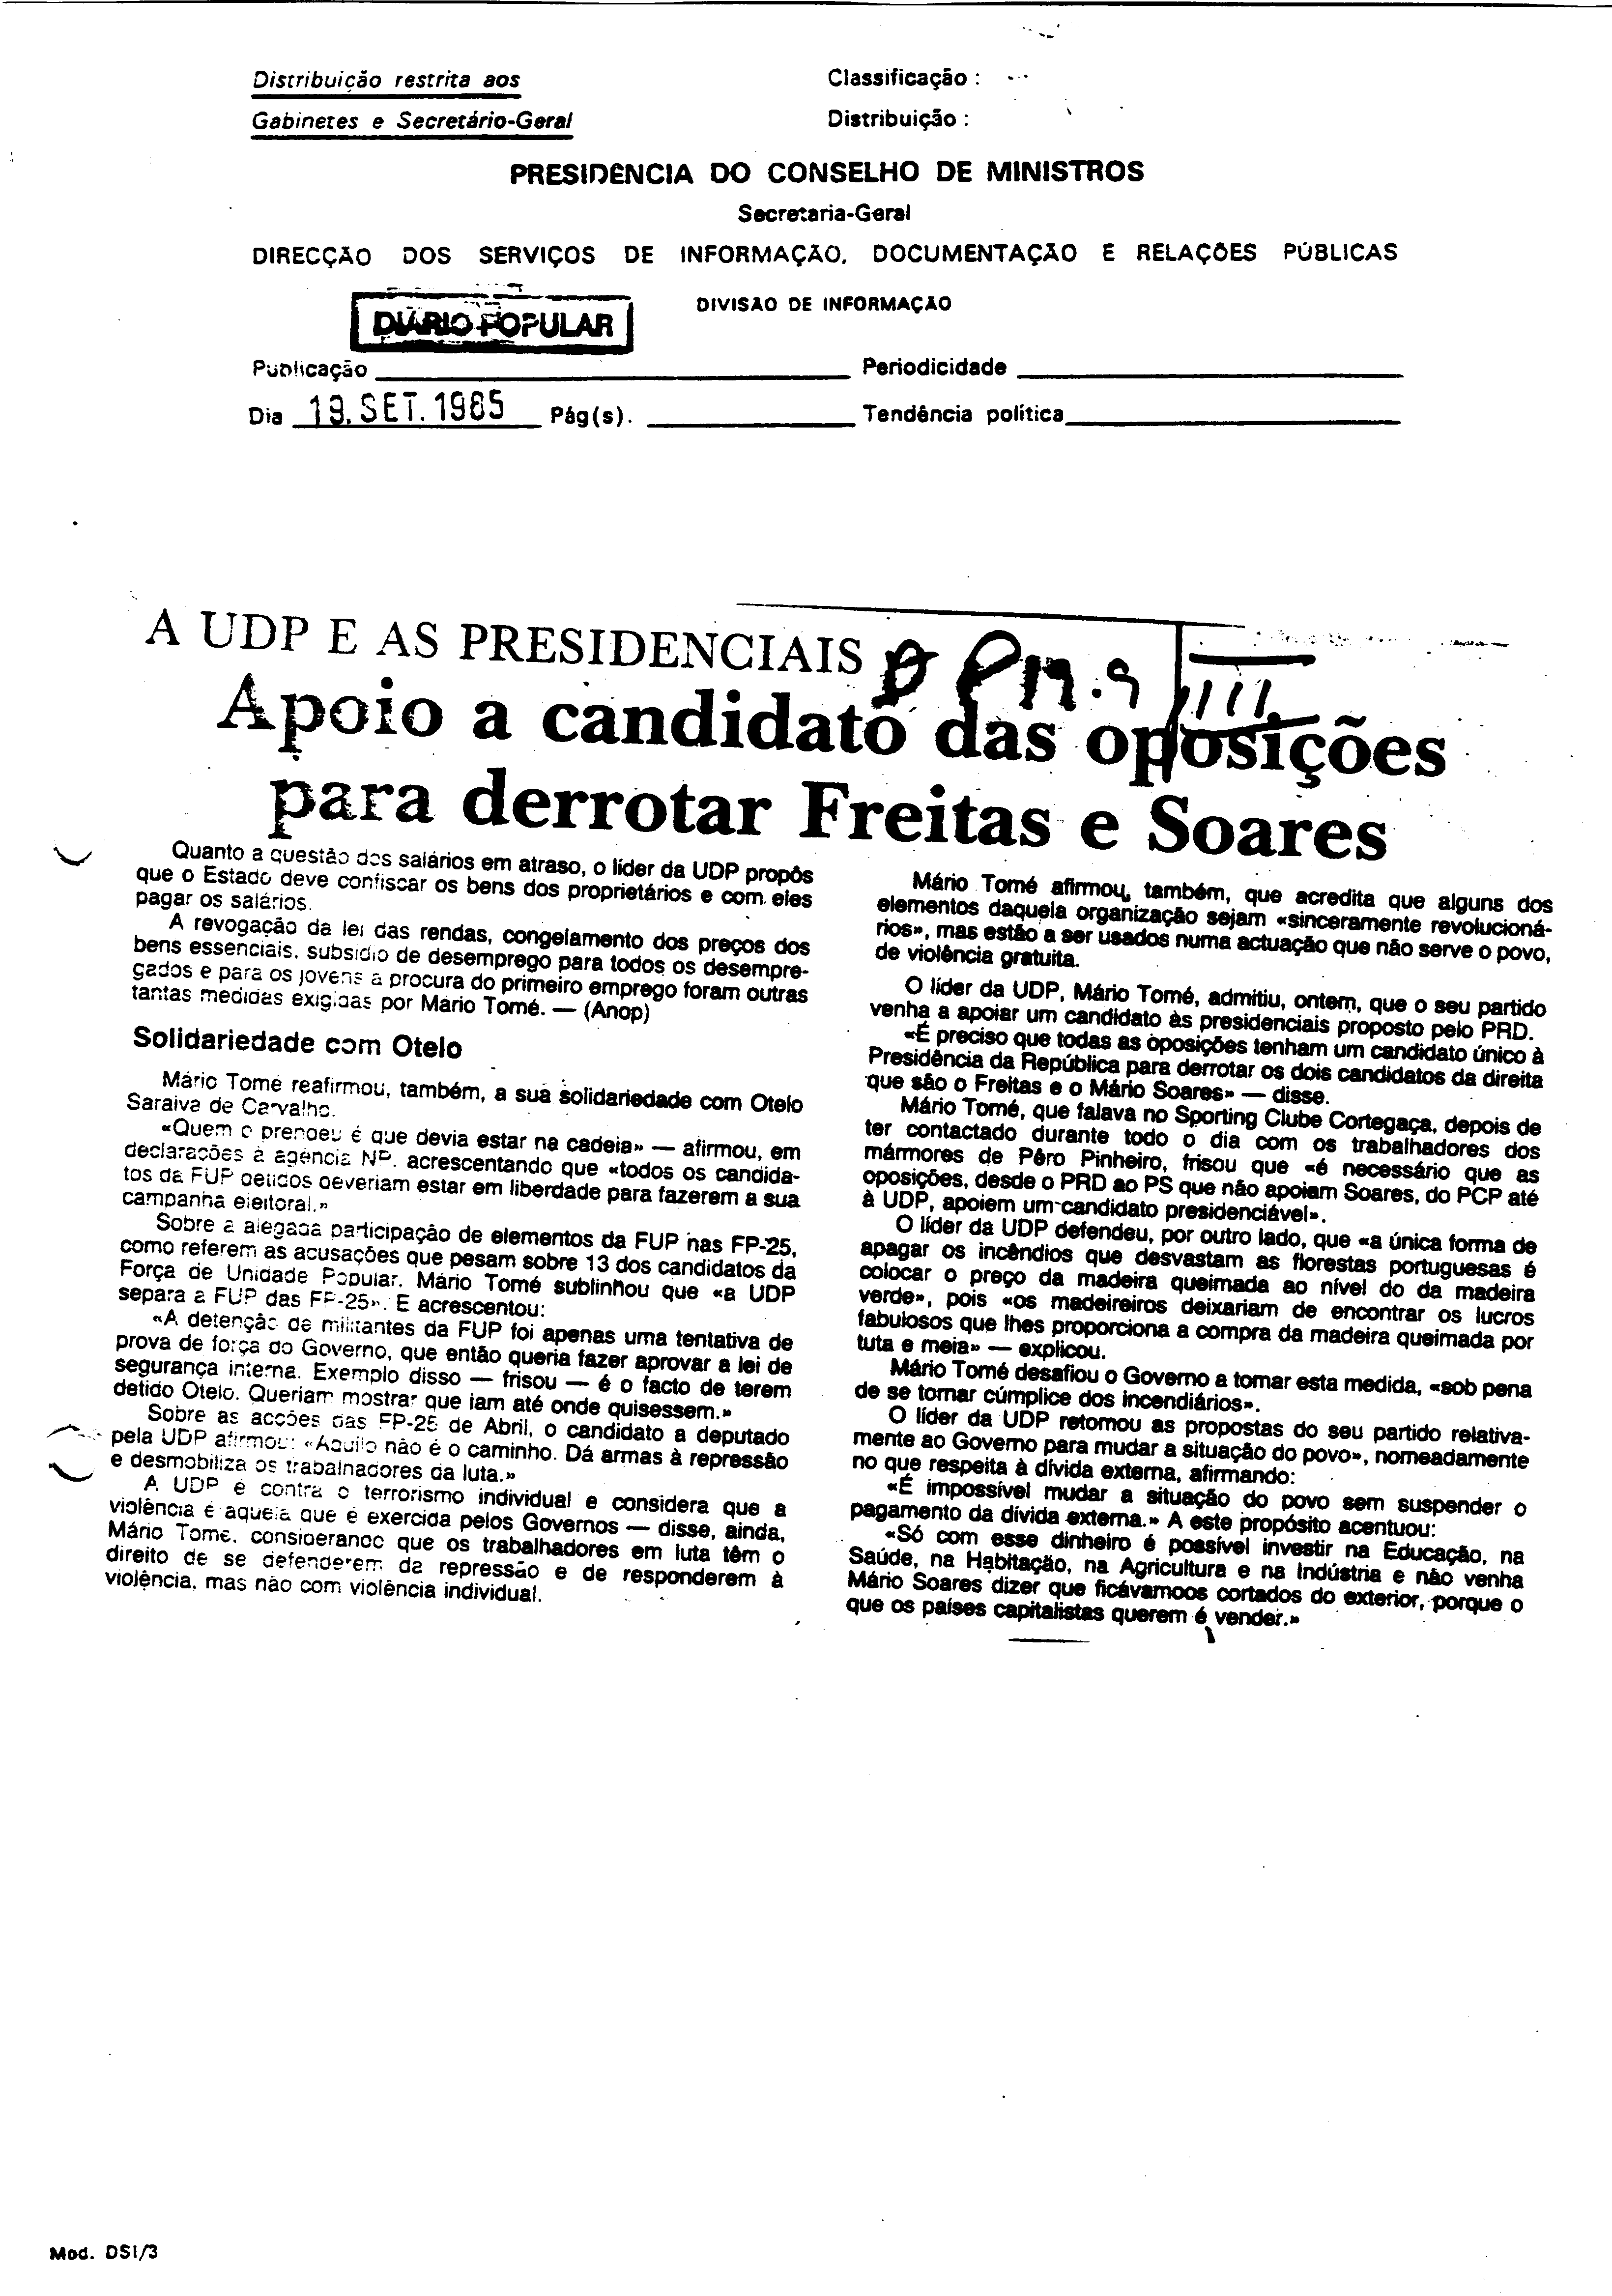 Distribuição restrita aos
Gabinetes e Secretário-Geral
Classificação :
Distribuição :
PRESIDÊNCIA DO CONSELHO DE MINISTROS
Secretaria-Geral
DIRECÇÃO DOS SERVIÇOS DE INFORMAÇÃO, DOCUMENTAÇÃO E RELAÇÕES PÚBLICAS
DIVISÃO DE INFORMAÇÃO
DIÁRIO POPULAR
Publicação
Periodicidade
Dia 19. SET. 1985 Pág(s).
Tendência política
A UDP E AS PRESIDENCIAIS
Apoio a candidato das oposições
para derrotar Freitas e Soares
Quanto a questão dos salários em atraso, o líder da UDP propôs
que o Estado deve confiscar os bens dos proprietários e com eles
pagar os salários.
A revogação da lei das rendas, congelamento dos preços dos
bens essenciais, subsídio de desemprego para todos os desempre-
gados e para os jovens à procura do primeiro emprego foram outras
tantas medidas exigidas por Mário Tomé. — (Anop)
Solidariedade com Otelo
Mário Tomé reafirmou, também, a sua solidariedade com Otelo
Saraiva de Carvalho.
«Quem o prendeu é que devia estar na cadeia» — afirmou, em
declarações à agência NP, acrescentando que «todos os candida-
tos da FUP detidos deveriam estar em liberdade para fazerem a sua
campanha eleitoral.»
Sobre a alegada participação de elementos da FUP nas FP-25,
como referem as acusações que pesam sobre 13 dos candidatos da
Força de Unidade Popular, Mário Tomé sublinhou que «a UDP
separa a FUP das FP-25». E acrescentou:
«A detenção de militantes da FUP foi apenas uma tentativa de
prova de força do Governo, que então queria fazer aprovar a lei de
segurança interna. Exemplo disso — frisou — é o facto de terem
detido Otelo. Queriam mostrar que iam até onde quisessem.»
Sobre as acções das FP-25 de Abril, o candidato a deputado
pela UDP afirmou: «Aquilo não é o caminho. Dá armas à repressão
e desmobiliza os trabalhadores da luta.»
A UDP é contra o terrorismo individual e considera que a
violência é aquela que é exercida pelos Governos — disse, ainda,
Mário Tomé, considerando que os trabalhadores em luta têm o
direito de se defenderem da repressão e de responderem à
violência, mas não com violência individual.
Mário Tomé afirmou, também, que acredita que alguns dos
elementos daquela organização sejam «sinceramente revolucioná-
rios», mas estão a ser usados numa actuação que não serve o povo,
de violência gratuita.
O líder da UDP, Mário Tomé, admitiu, ontem, que o seu partido
venha a apoiar um candidato às presidenciais proposto pelo PRD.
«É preciso que todas as oposições tenham um candidato único à
Presidência da República para derrotar os dois candidatos da direita
que são o Freitas e o Mário Soares» — disse.
Mário Tomé, que falava no Sporting Clube Cortegaça, depois de
ter contactado durante todo o dia com os trabalhadores dos
mármores de Pêro Pinheiro, frisou que «é necessário que as
oposições, desde o PRD ao PS que não apoiam Soares, do PCP até
à UDP, apoiem um candidato presidenciável».
O líder da UDP defendeu, por outro lado, que «a única forma de
apagar os incêndios que desvastam as florestas portuguesas é
colocar o preço da madeira queimada ao nível do da madeira
verde», pois «os madeireiros deixariam de encontrar os lucros
fabulosos que lhes proporciona a compra da madeira queimada por
tuta e meia» — explicou.
Mário Tomé desafiou o Governo a tomar esta medida, «sob pena
de se tornar cúmplice dos incendiários».
O líder da UDP retomou as propostas do seu partido relativa-
mente ao Governo para mudar a situação do povo», nomeadamente
no que respeita à dívida externa, afirmando:
«É impossível mudar a situação do povo sem suspender o
pagamento da dívida externa.» A este propósito acentuou:
«Só com esse dinheiro é possível investir na Educação, na
Saúde, na Habitação, na Agricultura e na Indústria e não venha
Mário Soares dizer que ficávamoos cortados do exterior, porque o
que os países capitalistas querem é vender.»
Mod. DSI/3